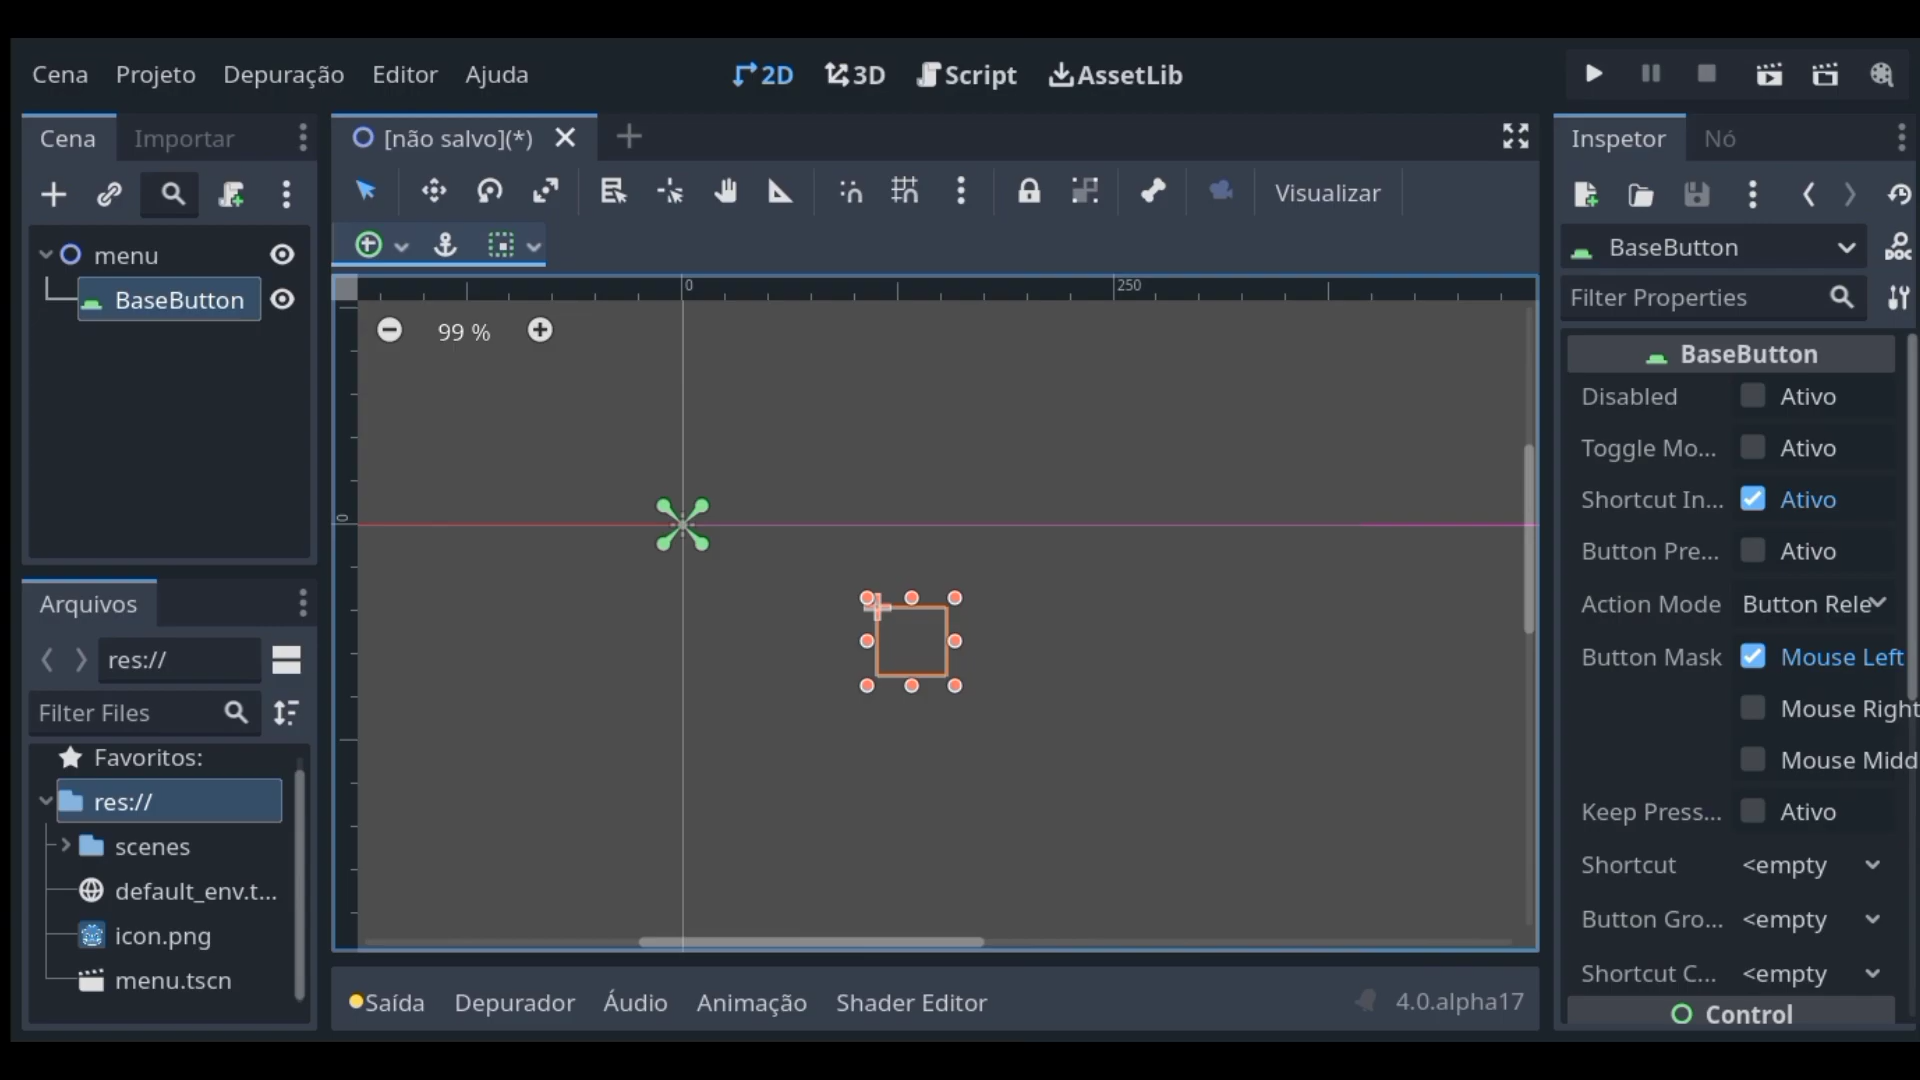 Cena Projeto Depuração Editor Ajuda
2D 3D Script AssetLib
Cena Importar
menu
BaseButton
Arquivos
res://
Filter Files
Favoritos:
res://
scenes
default_env.t...
icon.png
menu.tscn
[não salvo](*)
Visualizar
0
250
0
99 %
Saída Depurador Áudio Animação Shader Editor
4.0.alpha17
Inspetor Nó
BaseButton
DOC
Filter Properties
BaseButton
Disabled Ativo
Toggle Mo... Ativo
Shortcut In... Ativo
Button Pre... Ativo
Action Mode Button Rele
Button Mask Mouse Left
Mouse Right
Mouse Midd
Keep Press... Ativo
Shortcut <empty
Button Gro... <empty
Shortcut C... <empty
Control